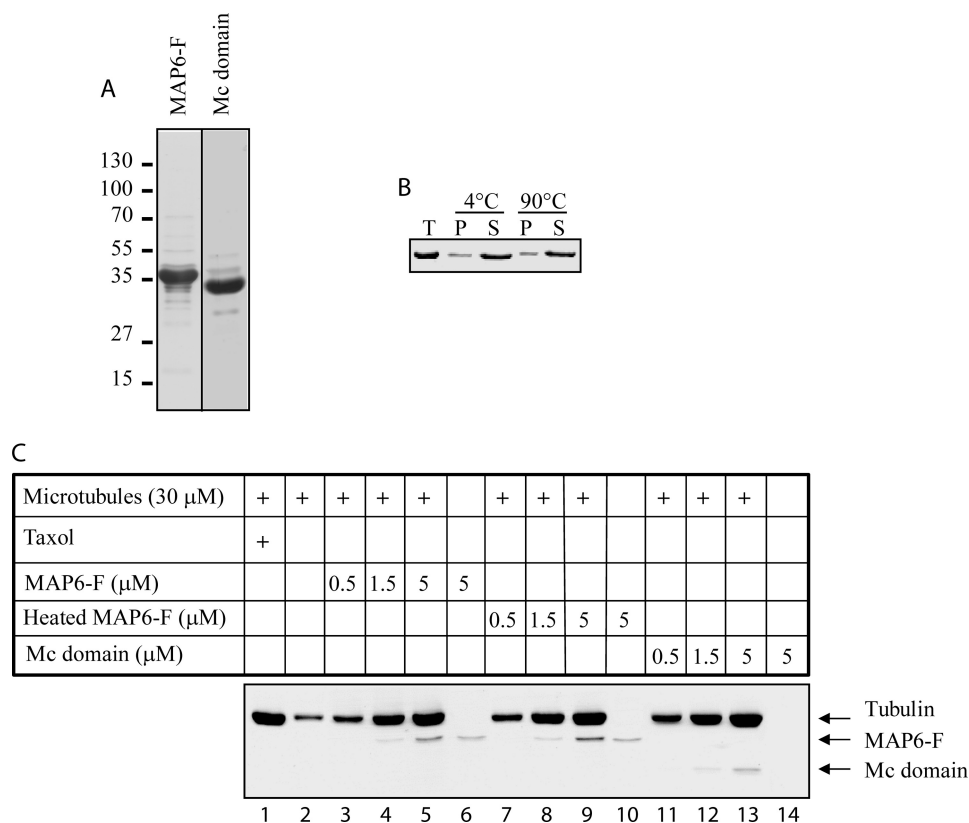 A
MAP6-F
Mc domain
130
100
70
55
35
27
15
B
4°C 90°C
T P S P S
C
Microtubules (30 μM) + + + + + + + + + + +
Taxol +
MAP6-F (μM) 0.5 1.5 5 5
Heated MAP6-F (μM) 0.5 1.5 5 5
Mc domain (μM) 0.5 1.5 5 5
Tubulin
MAP6-F
Mc domain
1 2 3 4 5 6 7 8 9 10 11 12 13 14